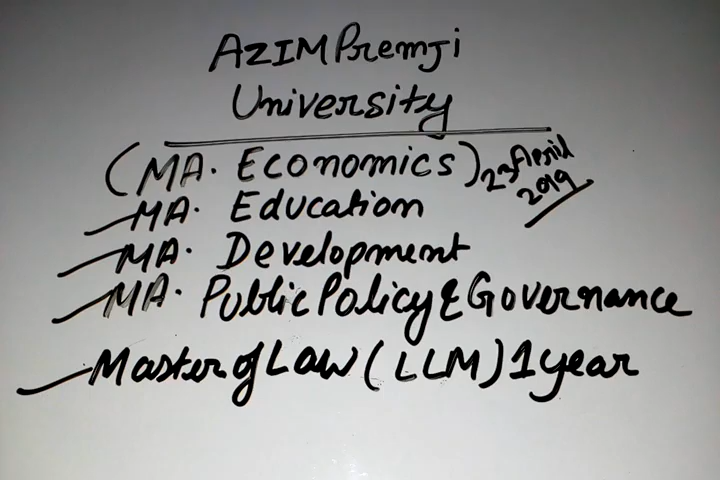 AZIM Premji
University
(MA. Economics) 2nd April 2019
MA. Education
MA. Development
MA. Public Policy & Governance
Master of Law (LLM) 1 year